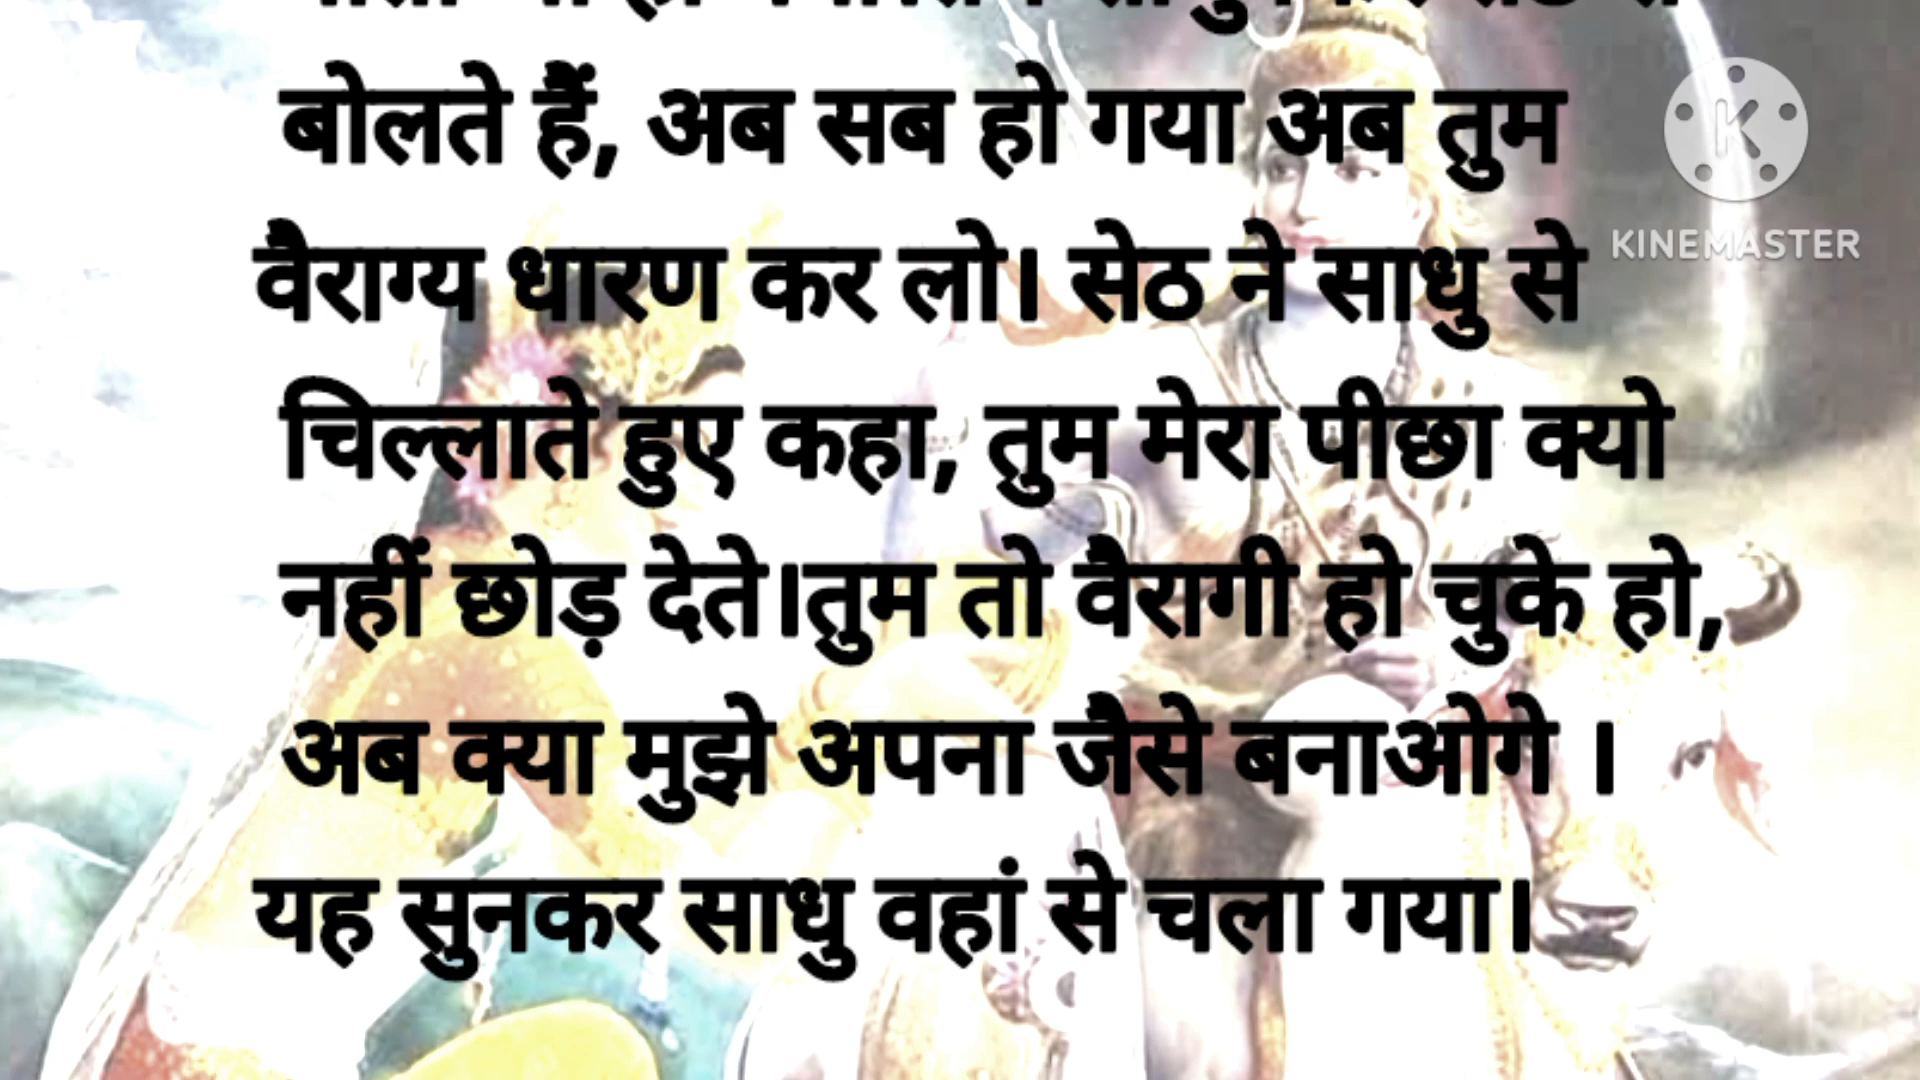 बोलते हैं, अब सब हो गया अब तुम
वैराग्य धारण कर लो। सेठ ने साधु से
चिल्लाते हुए कहा, तुम मेरा पीछा क्यो
नहीं छोड़ देते।तुम तो वैरागी हो चुके हो,
अब क्या मुझे अपना जैसे बनाओगे ।
यह सुनकर साधु वहां से चला गया।
K
KINEMASTER